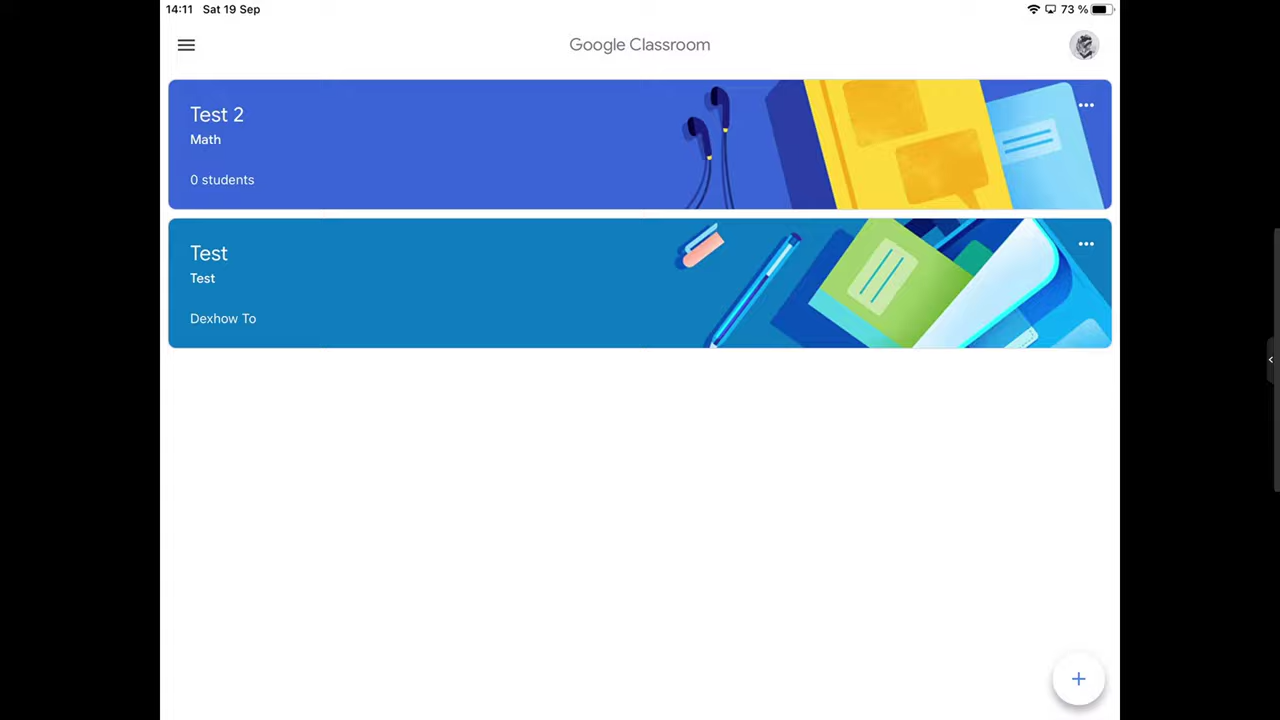 14:11 Sat 19 Sep 73 %
Google Classroom
Test 2
Math
0 students
Test
Test
Dexhow To